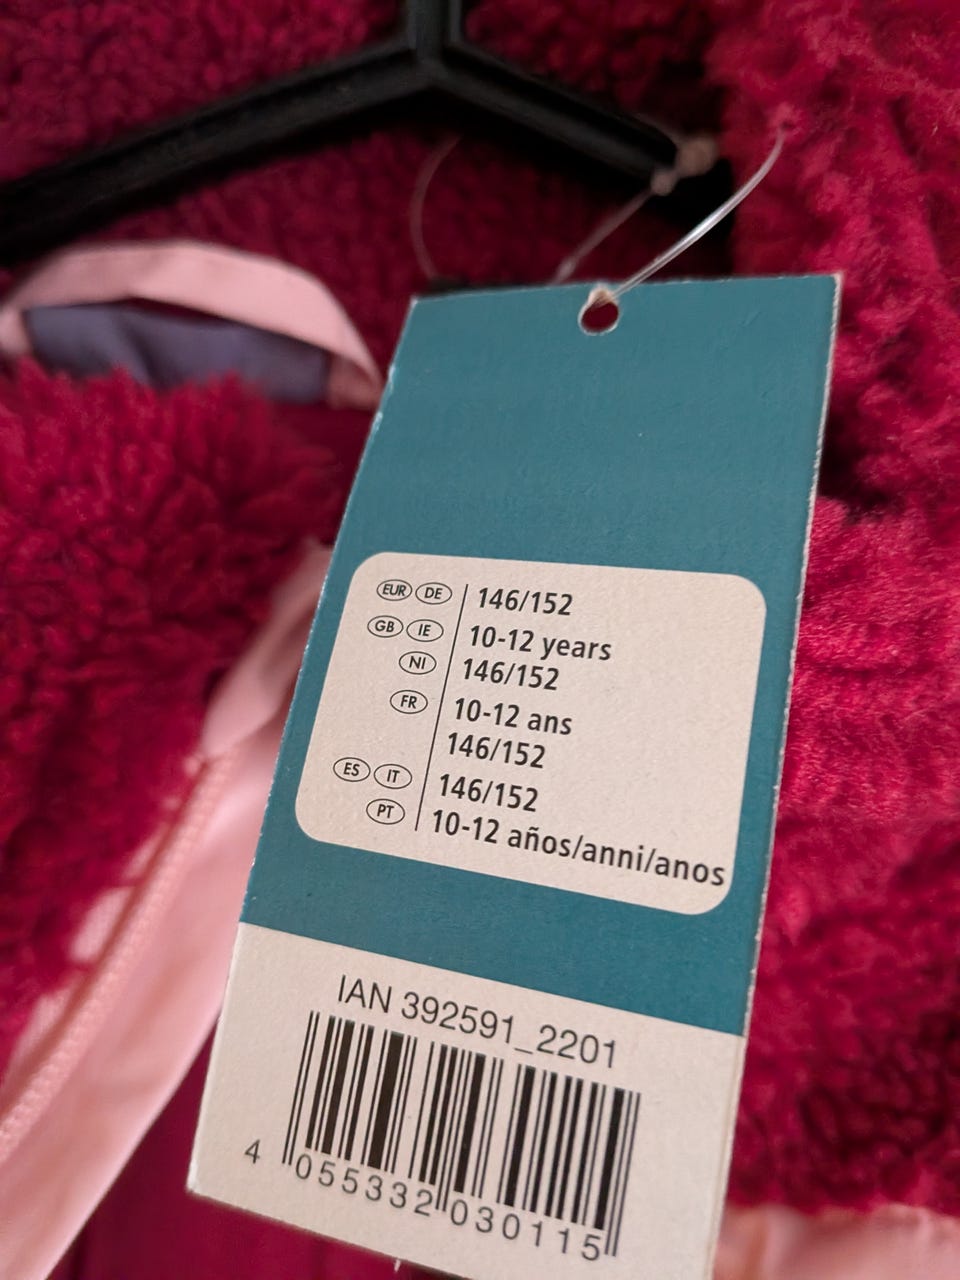 EUR DE 146/152
GB IE 10-12 years
NI 146/152
FR 10-12 ans
146/152
ES IT 146/152
PT 10-12 años/anni/anos
IAN 392591_2201
4 055332 030115